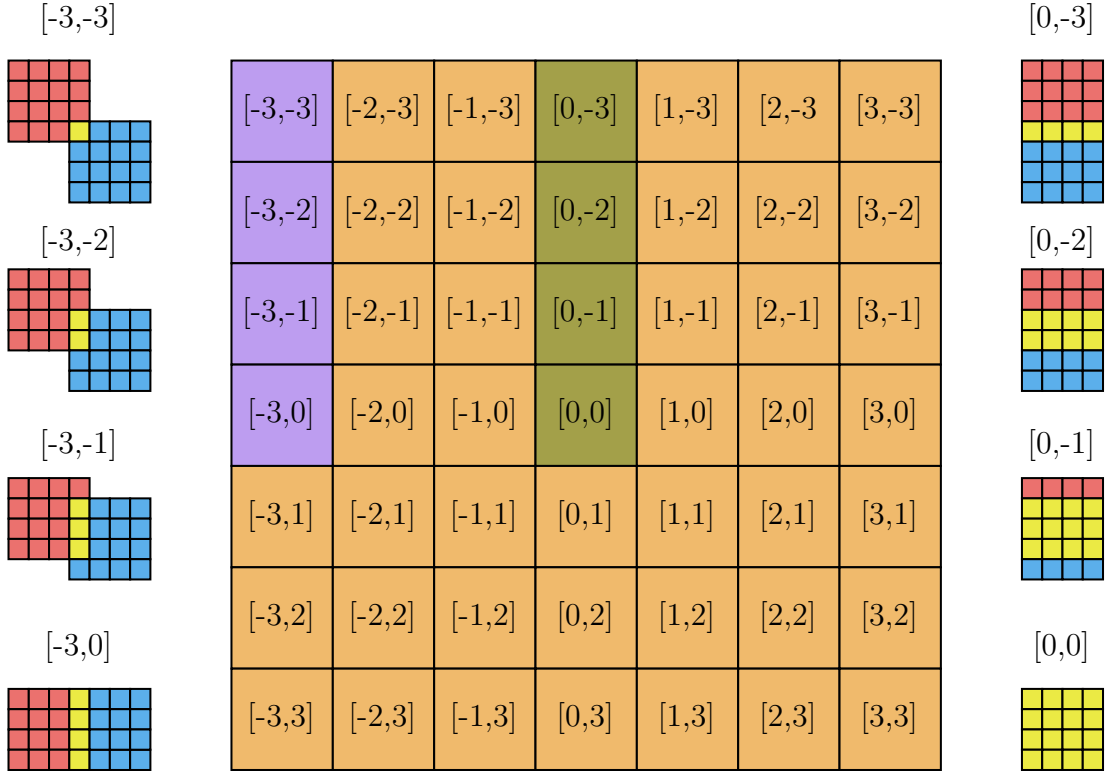 [-3,-3]
[0,-3]
[-3,-3] [-2,-3] [-1,-3] [0,-3] [1,-3] [2,-3 [3,-3]
[-3,-2] [-2,-2] [-1,-2] [0,-2] [1,-2] [2,-2] [3,-2]
[-3,-2]
[0,-2]
[-3,-1] [-2,-1] [-1,-1] [0,-1] [1,-1] [2,-1] [3,-1]
[-3,0] [-2,0] [-1,0] [0,0] [1,0] [2,0] [3,0]
[-3,-1]
[0,-1]
[-3,1] [-2,1] [-1,1] [0,1] [1,1] [2,1] [3,1]
[-3,2] [-2,2] [-1,2] [0,2] [1,2] [2,2] [3,2]
[-3,0]
[0,0]
[-3,3] [-2,3] [-1,3] [0,3] [1,3] [2,3] [3,3]